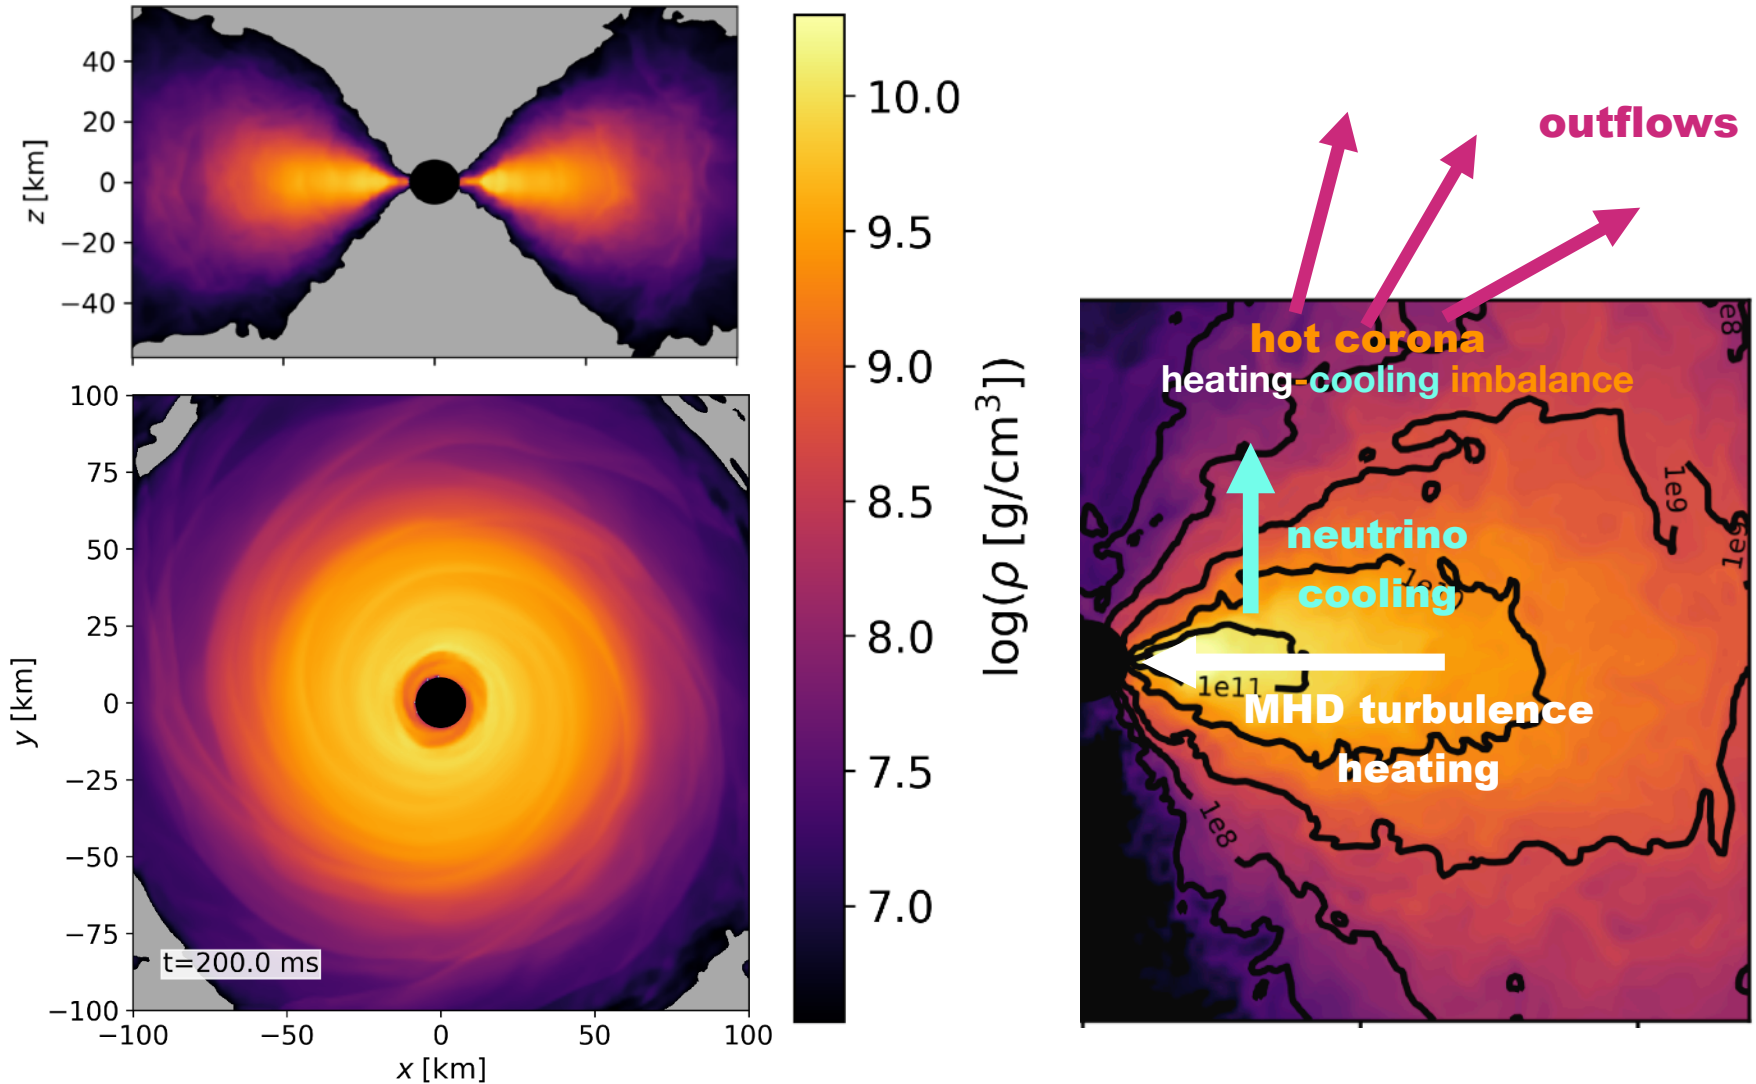 40
20
0
−20
−40
z [km]
100
75
50
25
0
−25
−50
−75
−100
y [km]
t=200.0 ms
−100
−50
0
50
100
x [km]
10.0
9.5
9.0
8.5
8.0
7.5
7.0
log(ρ [g/cm³])
outflows
hot corona
heating-cooling imbalance
neutrino
cooling
MHD turbulence
heating
e8
1e9
1e9
1e11
1e8